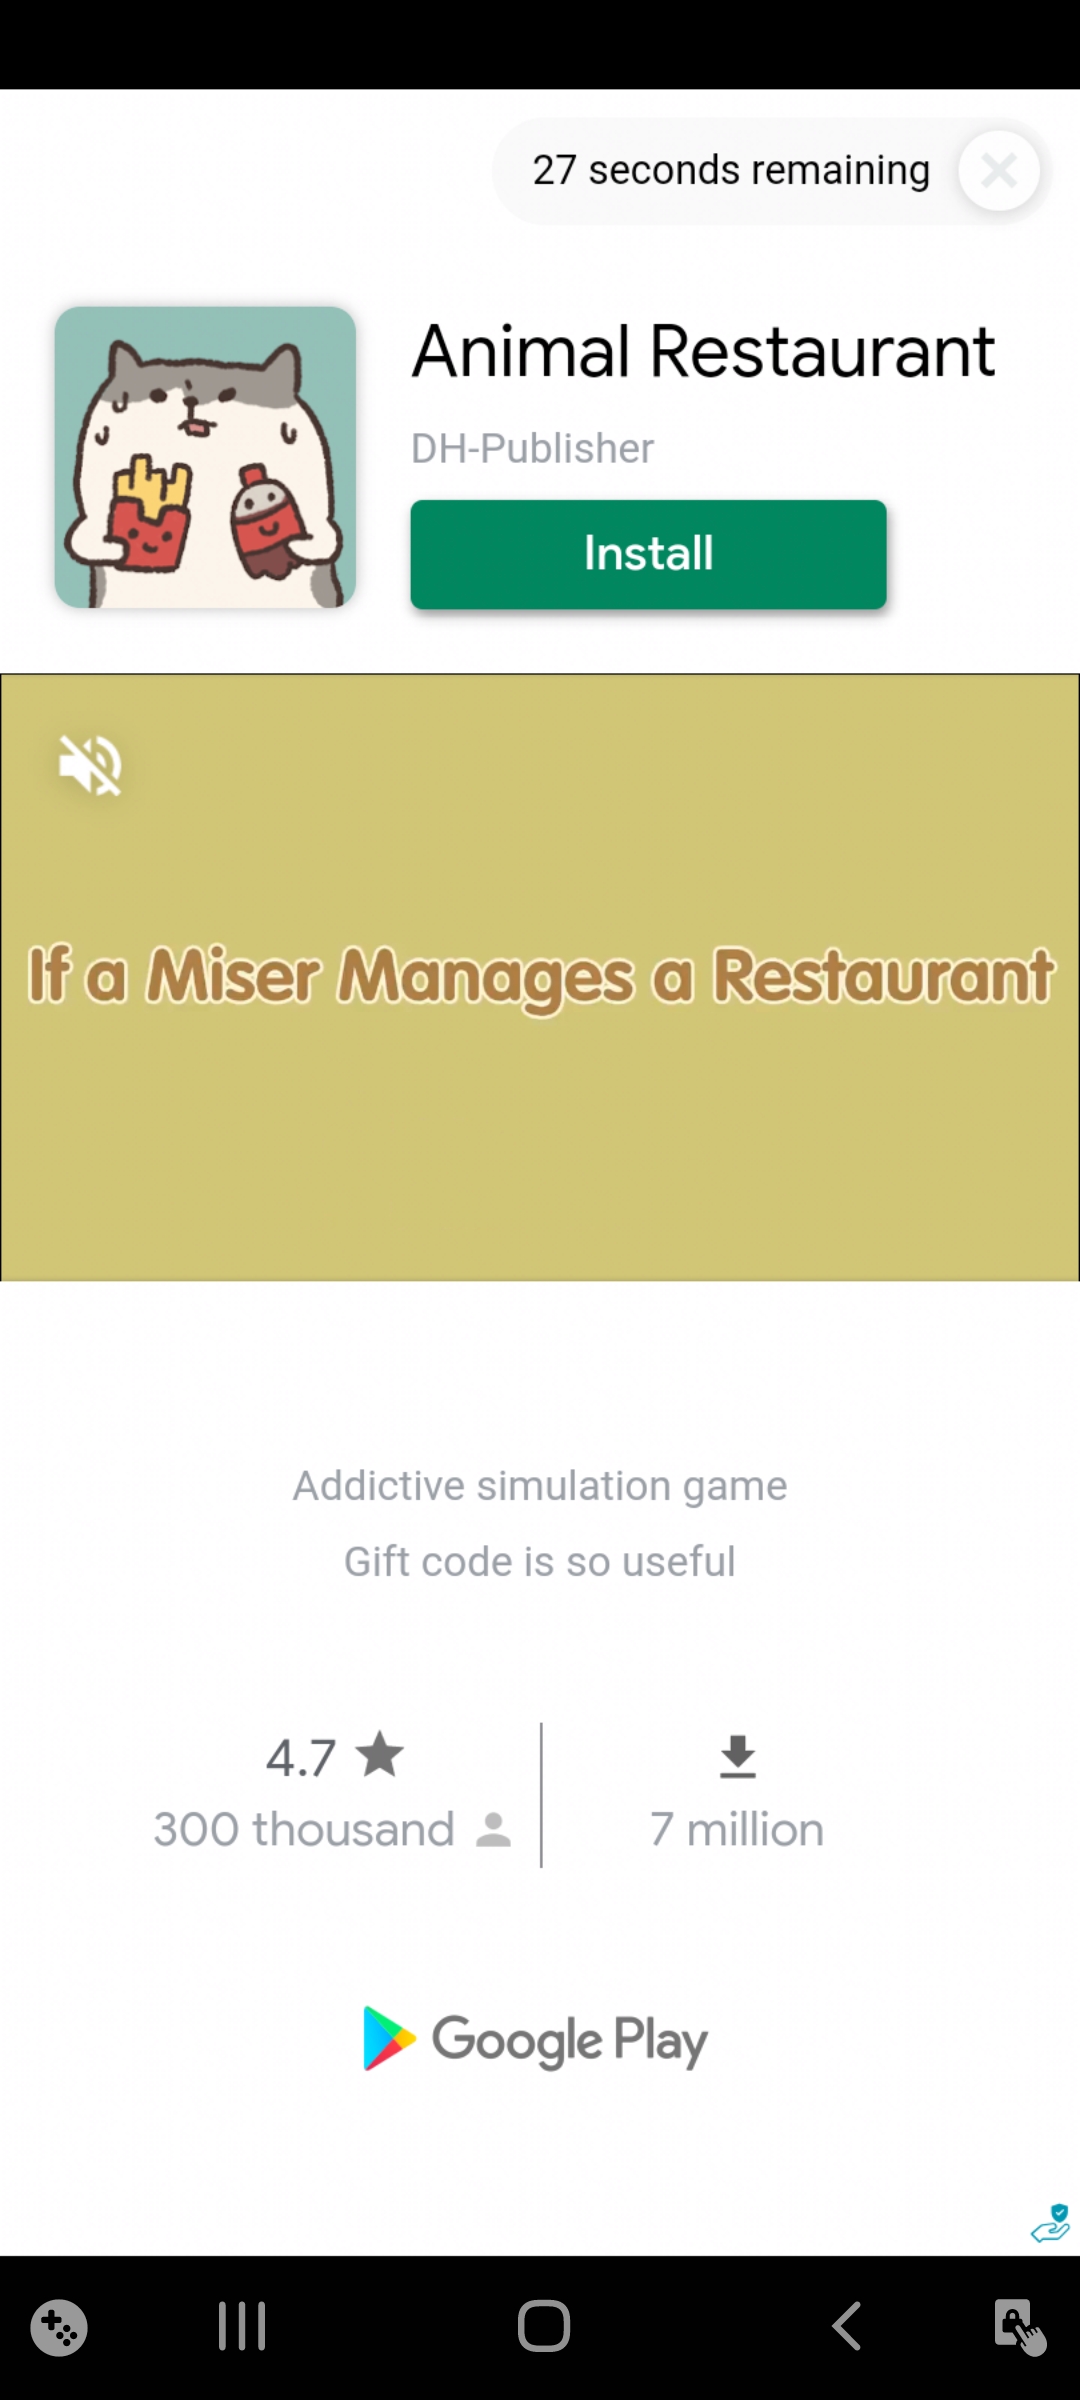 27 seconds remaining
Animal Restaurant
DH-Publisher
Install
If a Miser Manages a Restaurant
Addictive simulation game
Gift code is so useful
4.7
300 thousand
7 million
Google Play